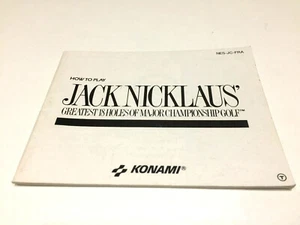 NES-JC-FRA
HOW TO PLAY
JACK NICKLAUS'
GREATEST 18 HOLES OF MAJOR CHAMPIONSHIP GOLF™
KONAMI®
T